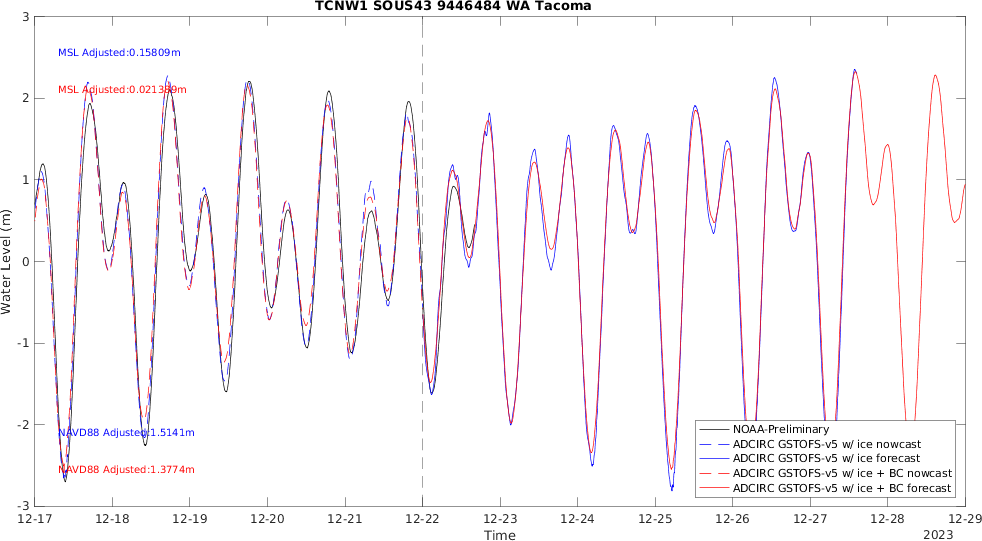 TCNW1 SOUS43 9446484 WA Tacoma
MSL Adjusted:0.15809m
MSL Adjusted:0.021339m
NAVD88 Adjusted:1.5141m
NAVD88 Adjusted:1.3774m
Water Level (m)
3
2
1
0
-1
-2
-3
NOAA-Preliminary
ADCIRC GSTOFS-v5 w/ ice nowcast
ADCIRC GSTOFS-v5 w/ ice forecast
ADCIRC GSTOFS-v5 w/ ice + BC nowcast
ADCIRC GSTOFS-v5 w/ ice + BC forecast
12-17 12-18 12-19 12-20 12-21 12-22 12-23 12-24 12-25 12-26 12-27 12-28 12-29
Time
2023